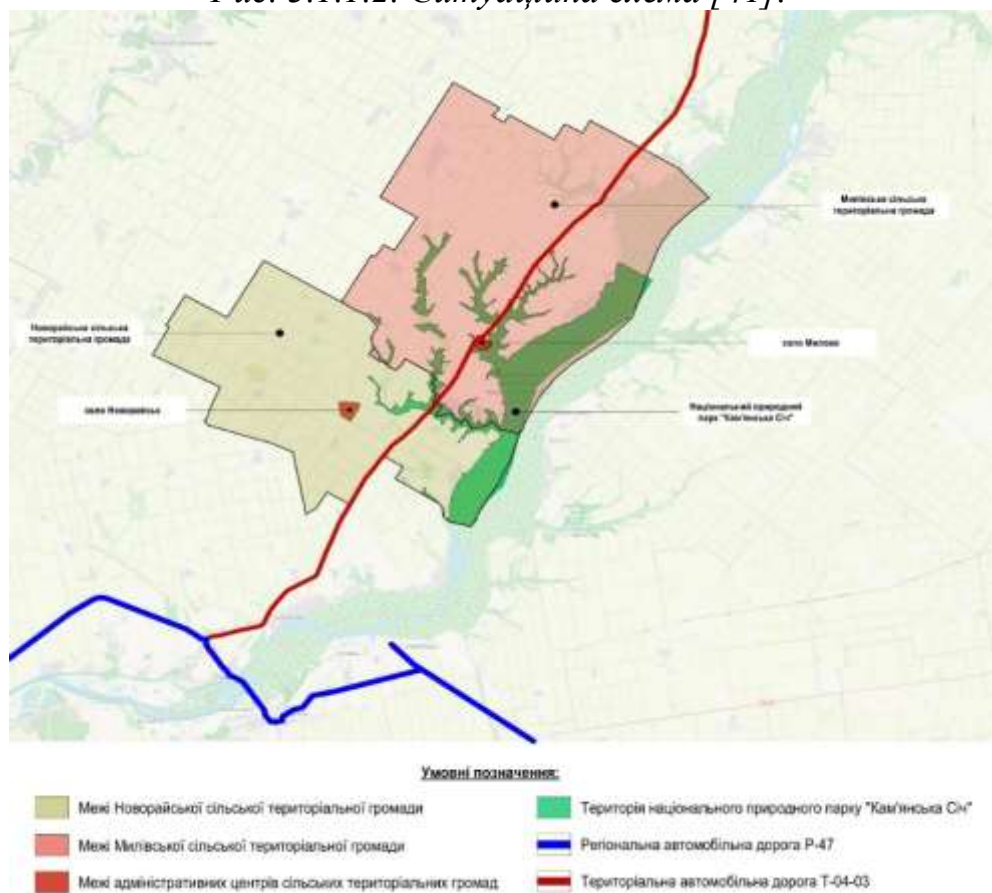 Рис. 3.1.1.2. Ситуаційна схема [41].
Милівська сільська
територіальна громада
Новорайська сільська
територіальна громада
село Милове
село Новорайськ
Національний природний
парк "Кам'янська Січ"
Умовні позначення:
Межі Новорайської сільської територіальної громади
Межі Милівської сільської територіальної громади
Межі адміністративних центрів сільських територіальних громад
Територія національного природного парку "Кам'янська Січ"
Регіональна автомобільна дорога Р-47
Територіальна автомобільна дорога Т-04-03